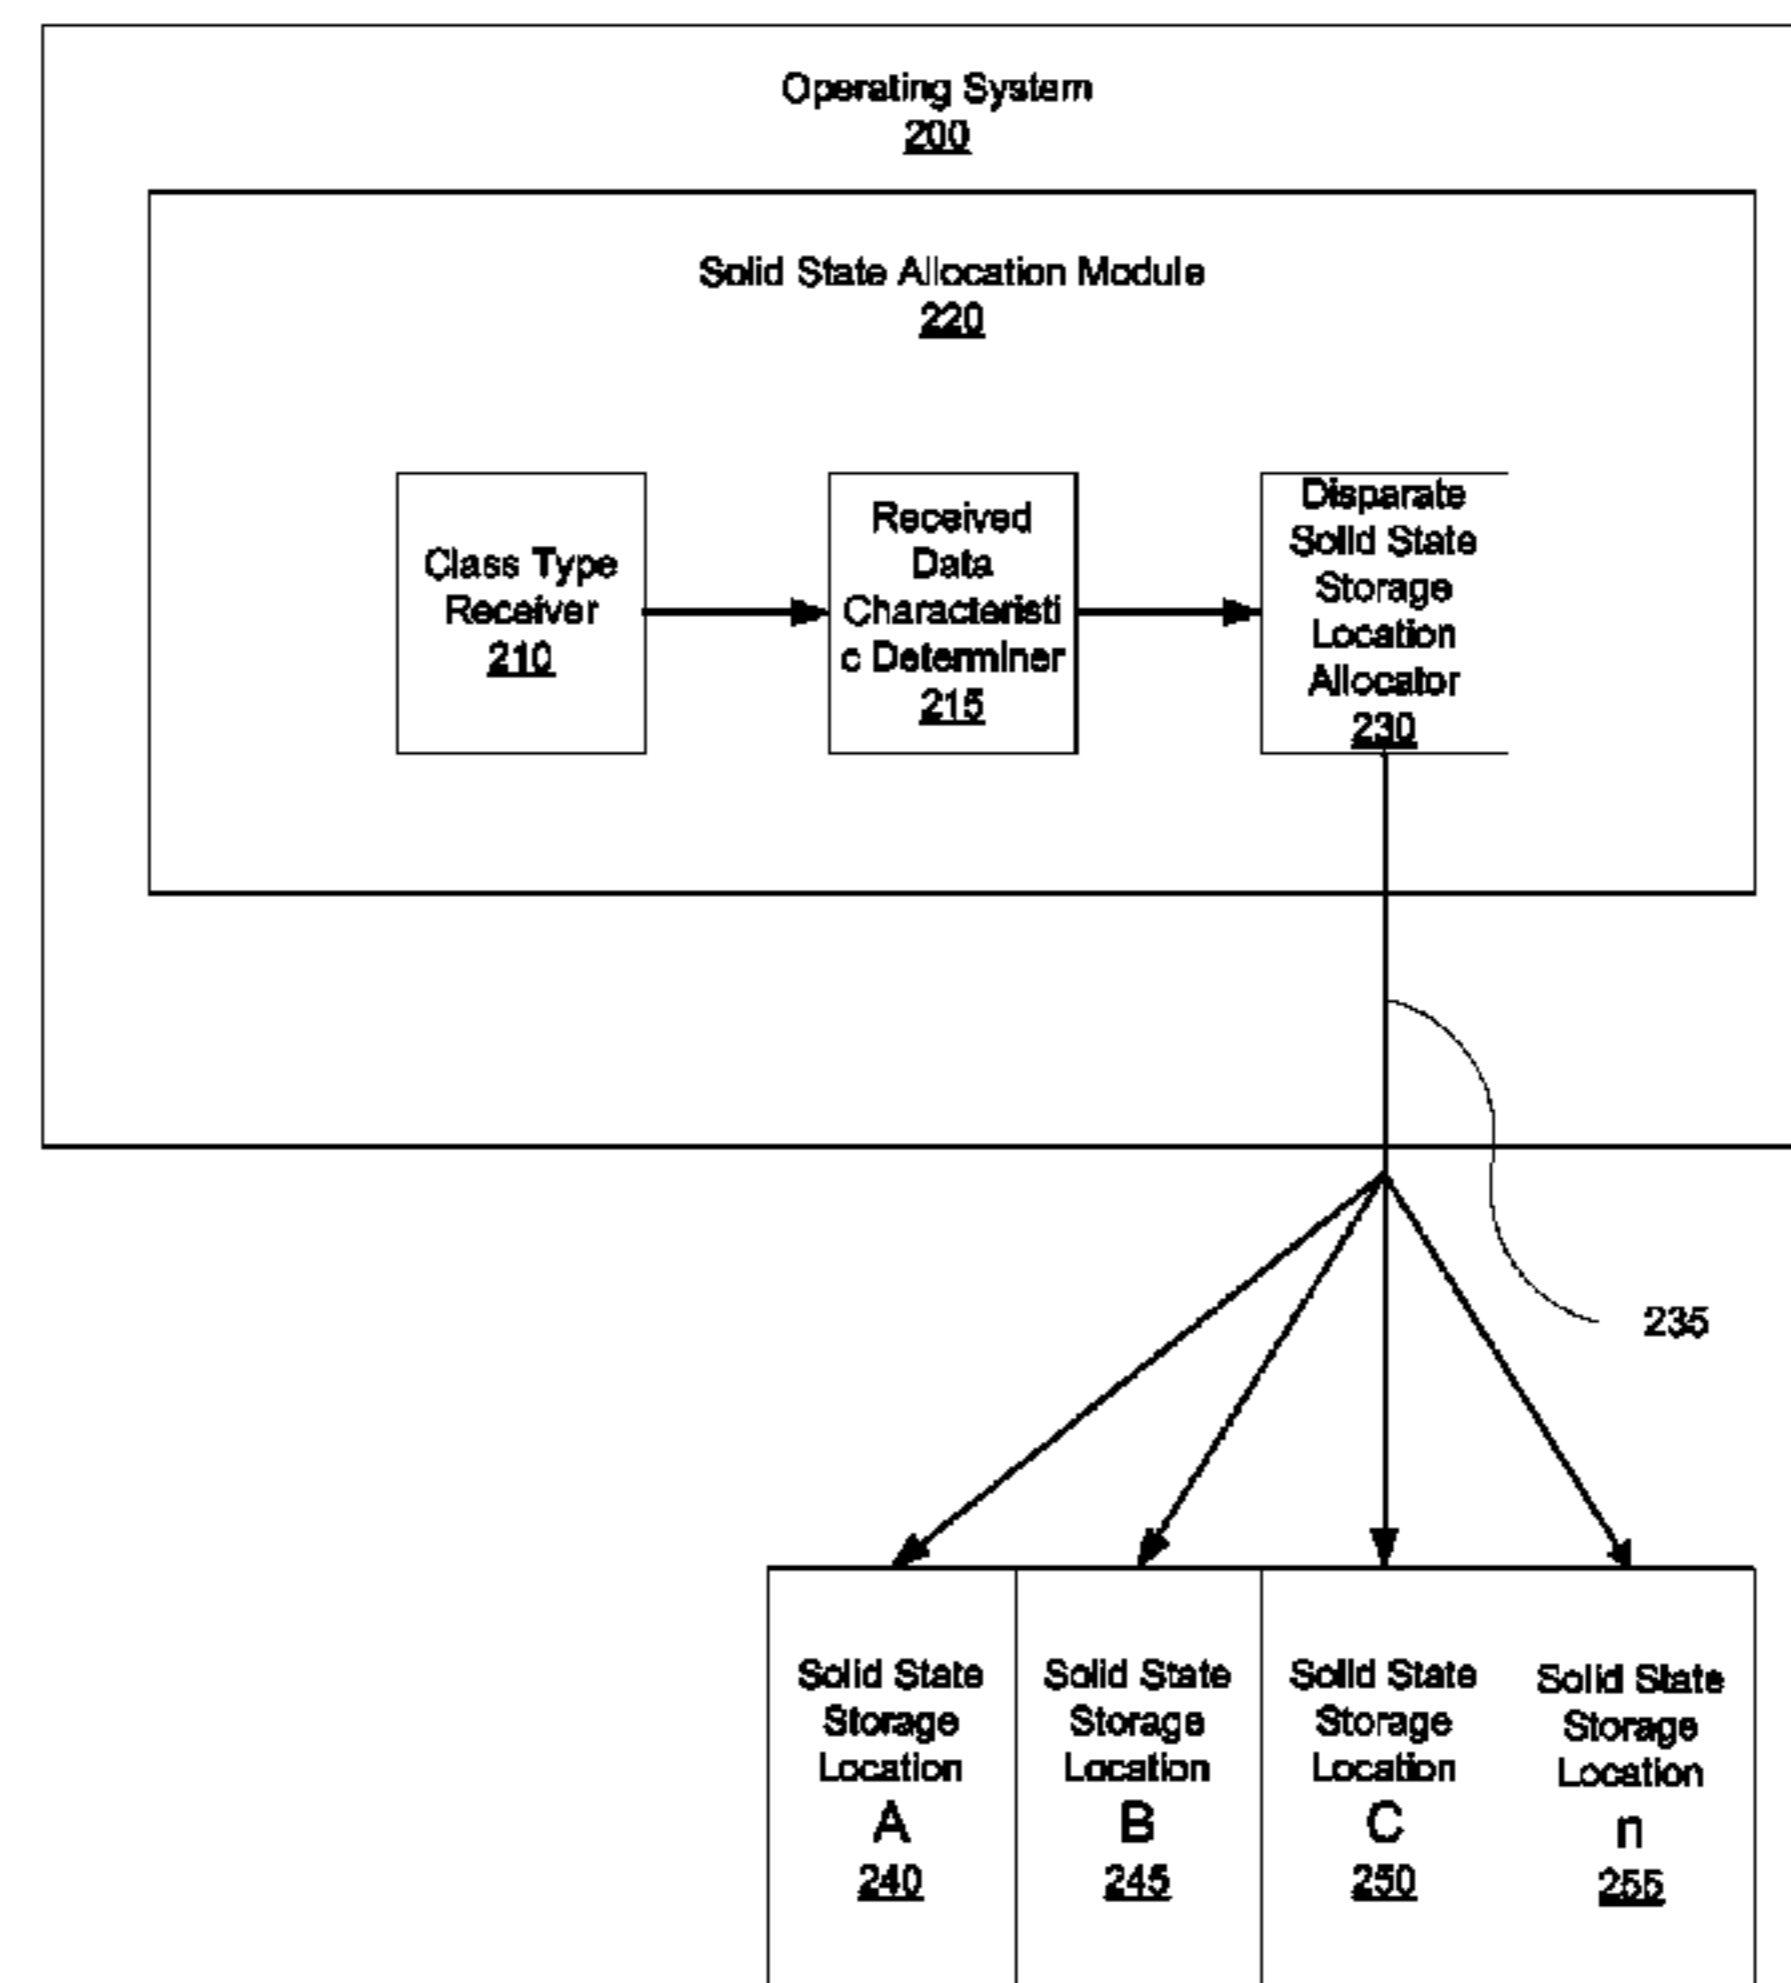 Operating System
200
Solid State Allocation Module
220
Class Type
Receiver
210
Received
Data
Characteristi
c Determiner
215
Disparate
Solid State
Storage
Location
Allocator
230
235
Solid State
Storage
Location
A
240
Solid State
Storage
Location
B
245
Solid State
Storage
Location
C
250
Solid State
Storage
Location
n
255